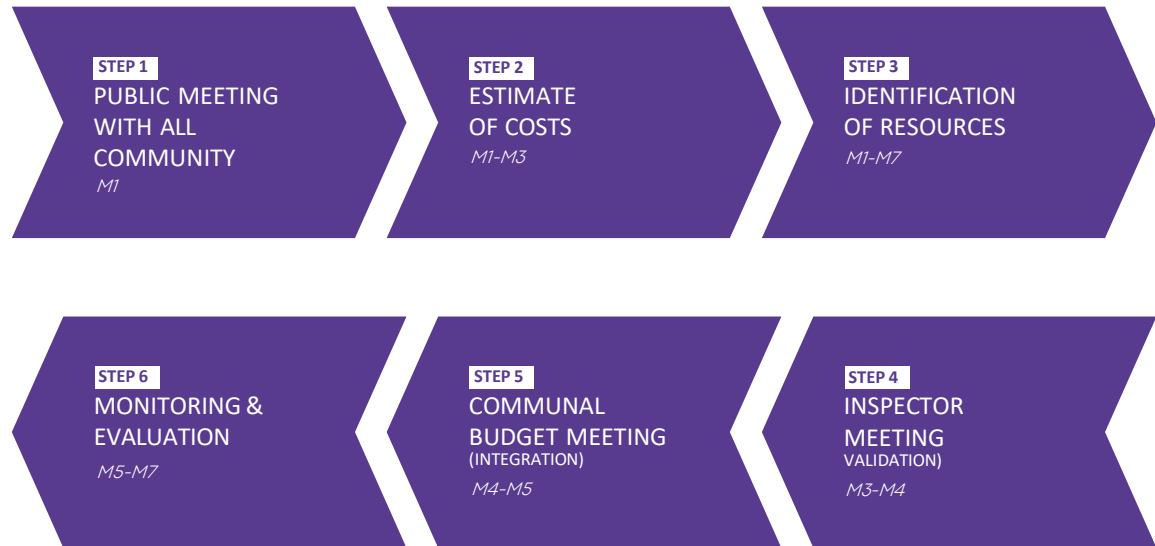 STEP 1
PUBLIC MEETING
WITH ALL
COMMUNITY
M1
STEP 2
ESTIMATE
OF COSTS
M1-M3
STEP 3
IDENTIFICATION
OF RESOURCES
M1-M7
STEP 6
MONITORING &
EVALUATION
M5-M7
STEP 5
COMMUNAL
BUDGET MEETING
(INTEGRATION)
M4-M5
STEP 4
INSPECTOR
MEETING
VALIDATION)
M3-M4